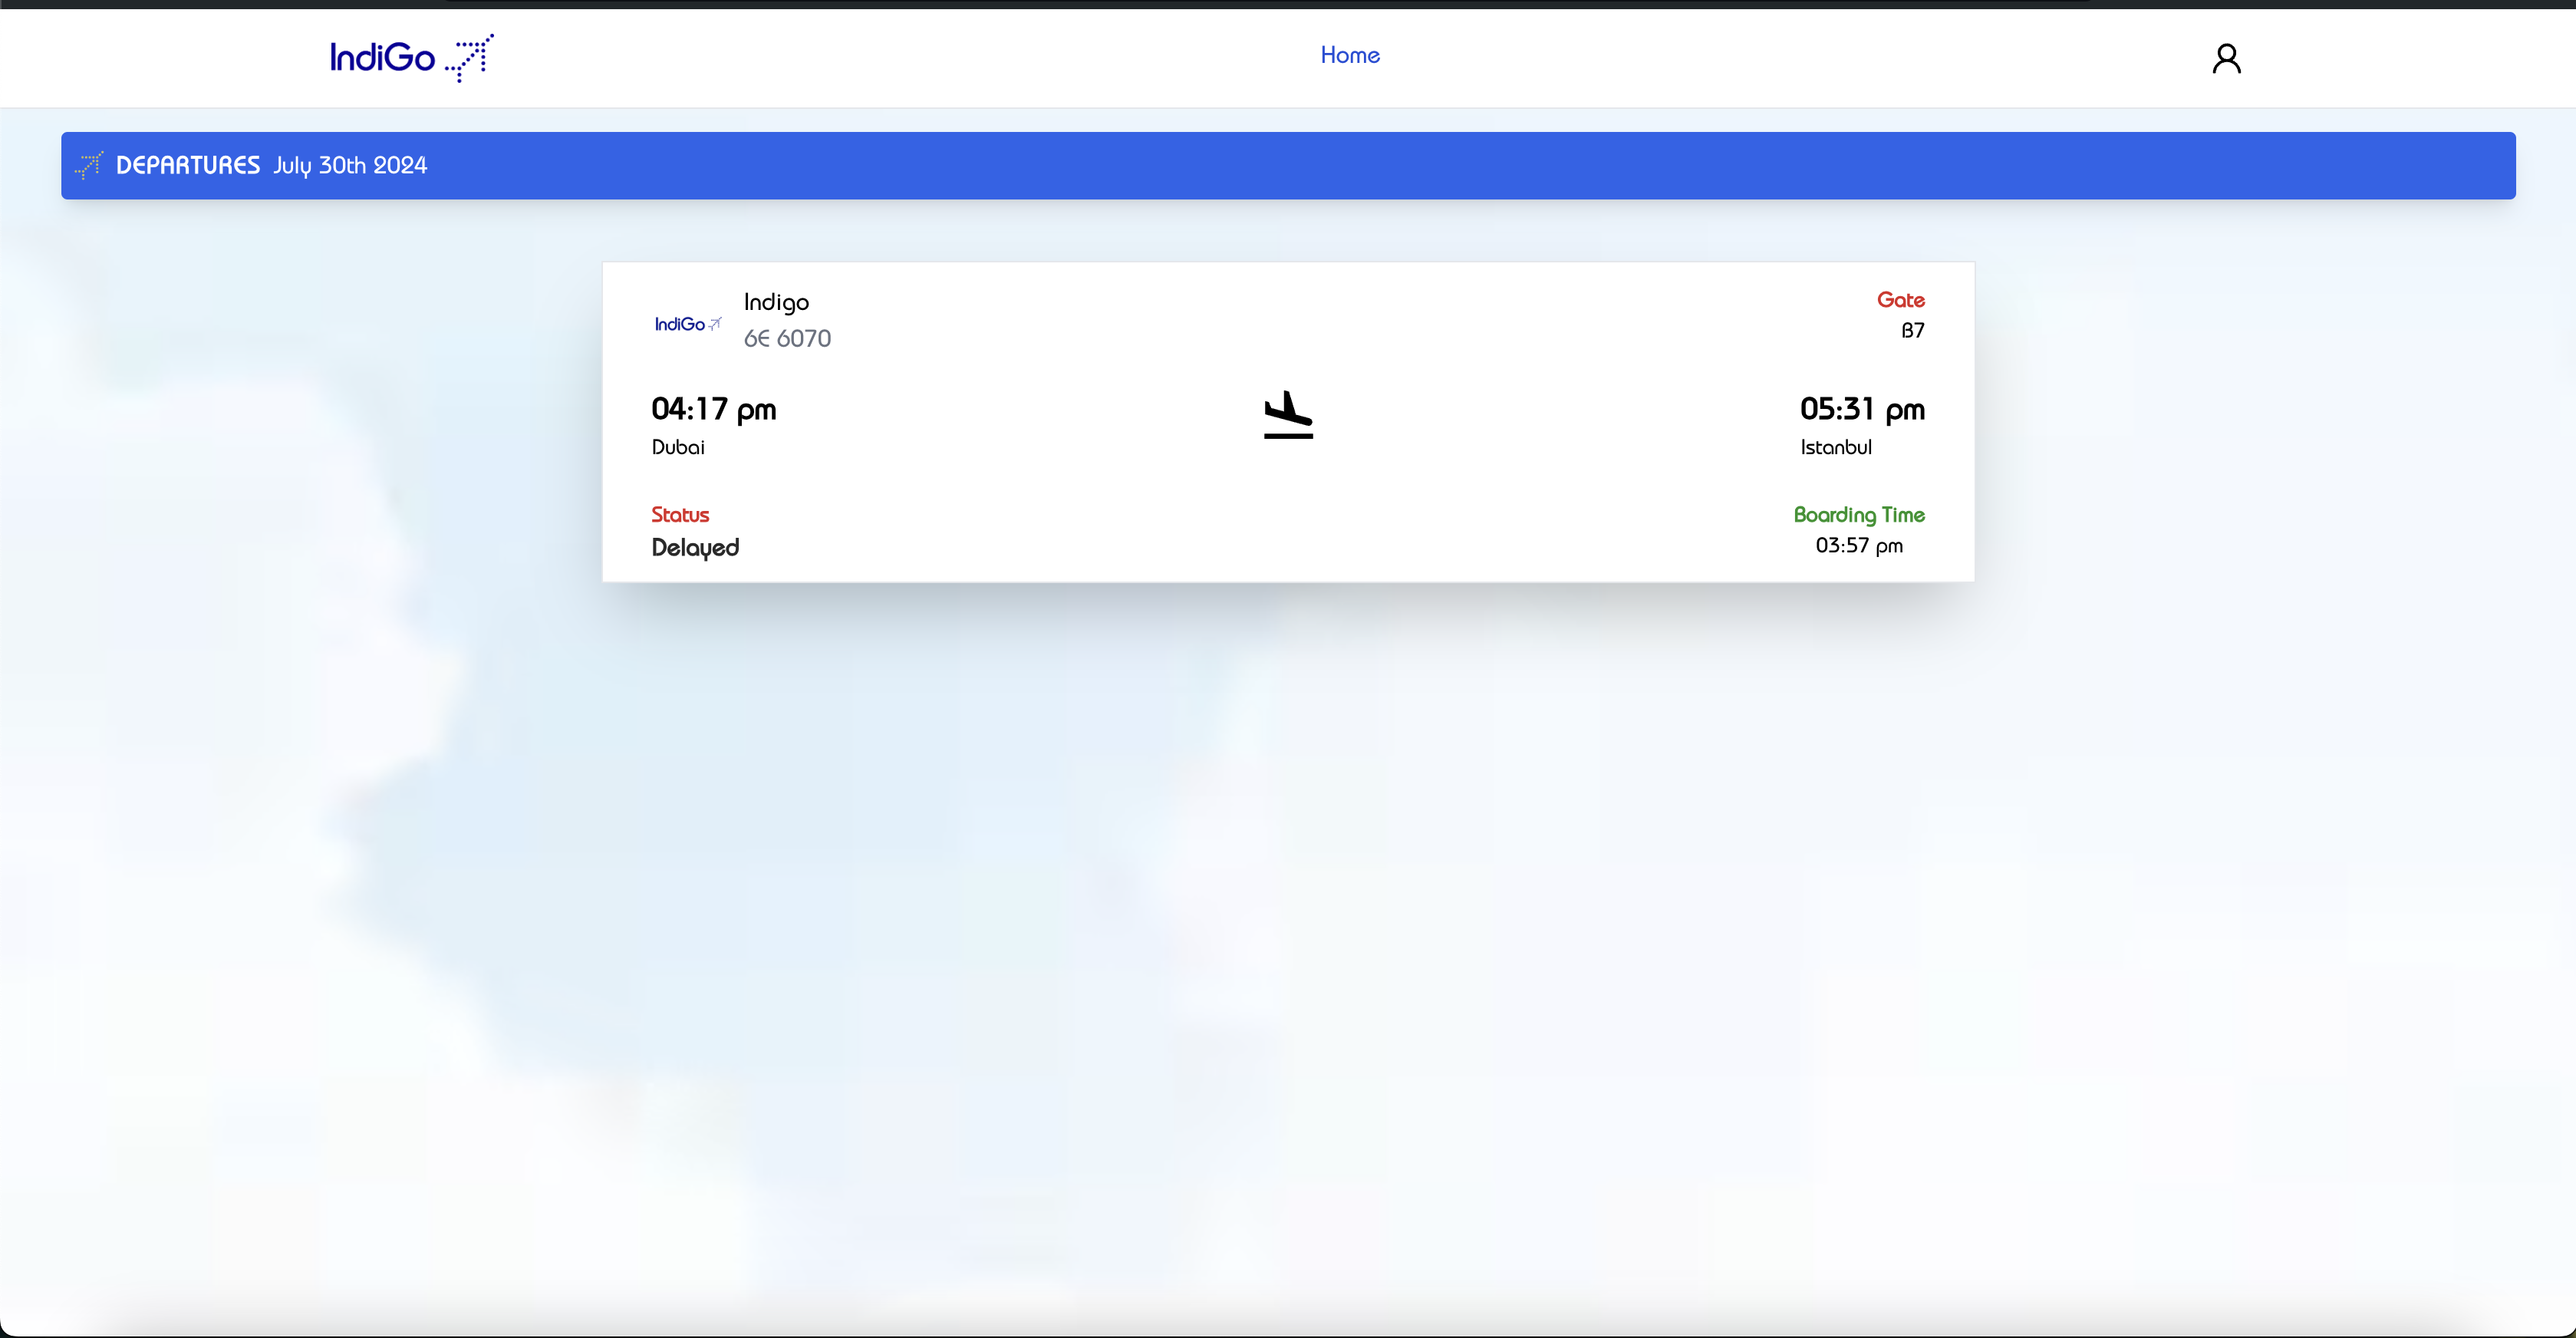 IndiGo
Home
DEPARTURES July 30th 2024
IndiGo
Indigo
6E 6070
Gate
B7
04:17 pm
Dubai
05:31 pm
Istanbul
Status
Delayed
Boarding Time
03:57 pm